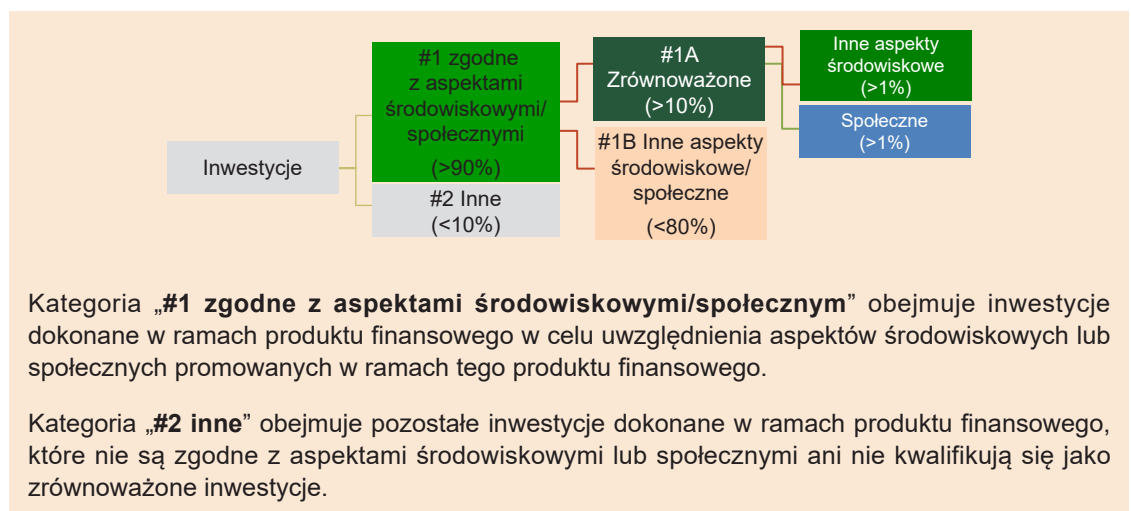 Inwestycje
#1 zgodne
z aspektami
środowiskowymi/
społecznymi
(>90%)
#2 Inne
(<10%)
#1A
Zrównoważone
(>10%)
#1B Inne aspekty
środowiskowe/
społeczne
(<80%)
Inne aspekty
środowiskowe
(>1%)
Społeczne
(>1%)
Kategoria „#1 zgodne z aspektami środowiskowymi/społecznym” obejmuje inwestycje
dokonane w ramach produktu finansowego w celu uwzględnienia aspektów środowiskowych lub
społecznych promowanych w ramach tego produktu finansowego.
Kategoria „#2 inne” obejmuje pozostałe inwestycje dokonane w ramach produktu finansowego,
które nie są zgodne z aspektami środowiskowymi lub społecznymi ani nie kwalifikują się jako
zrównoważone inwestycje.